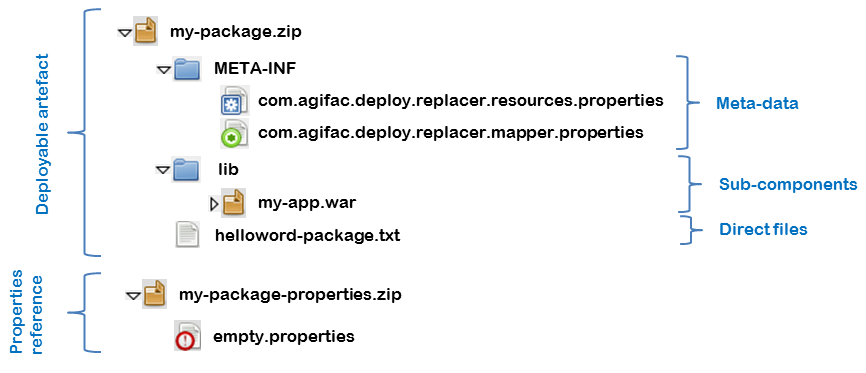 Deployable artefact
my-package.zip
META-INF
com.agifac.deploy.replacer.resources.properties
com.agifac.deploy.replacer.mapper.properties
Meta-data
lib
my-app.war
Sub-components
helloword-package.txt
Direct files
Properties
reference
my-package-properties.zip
empty.properties